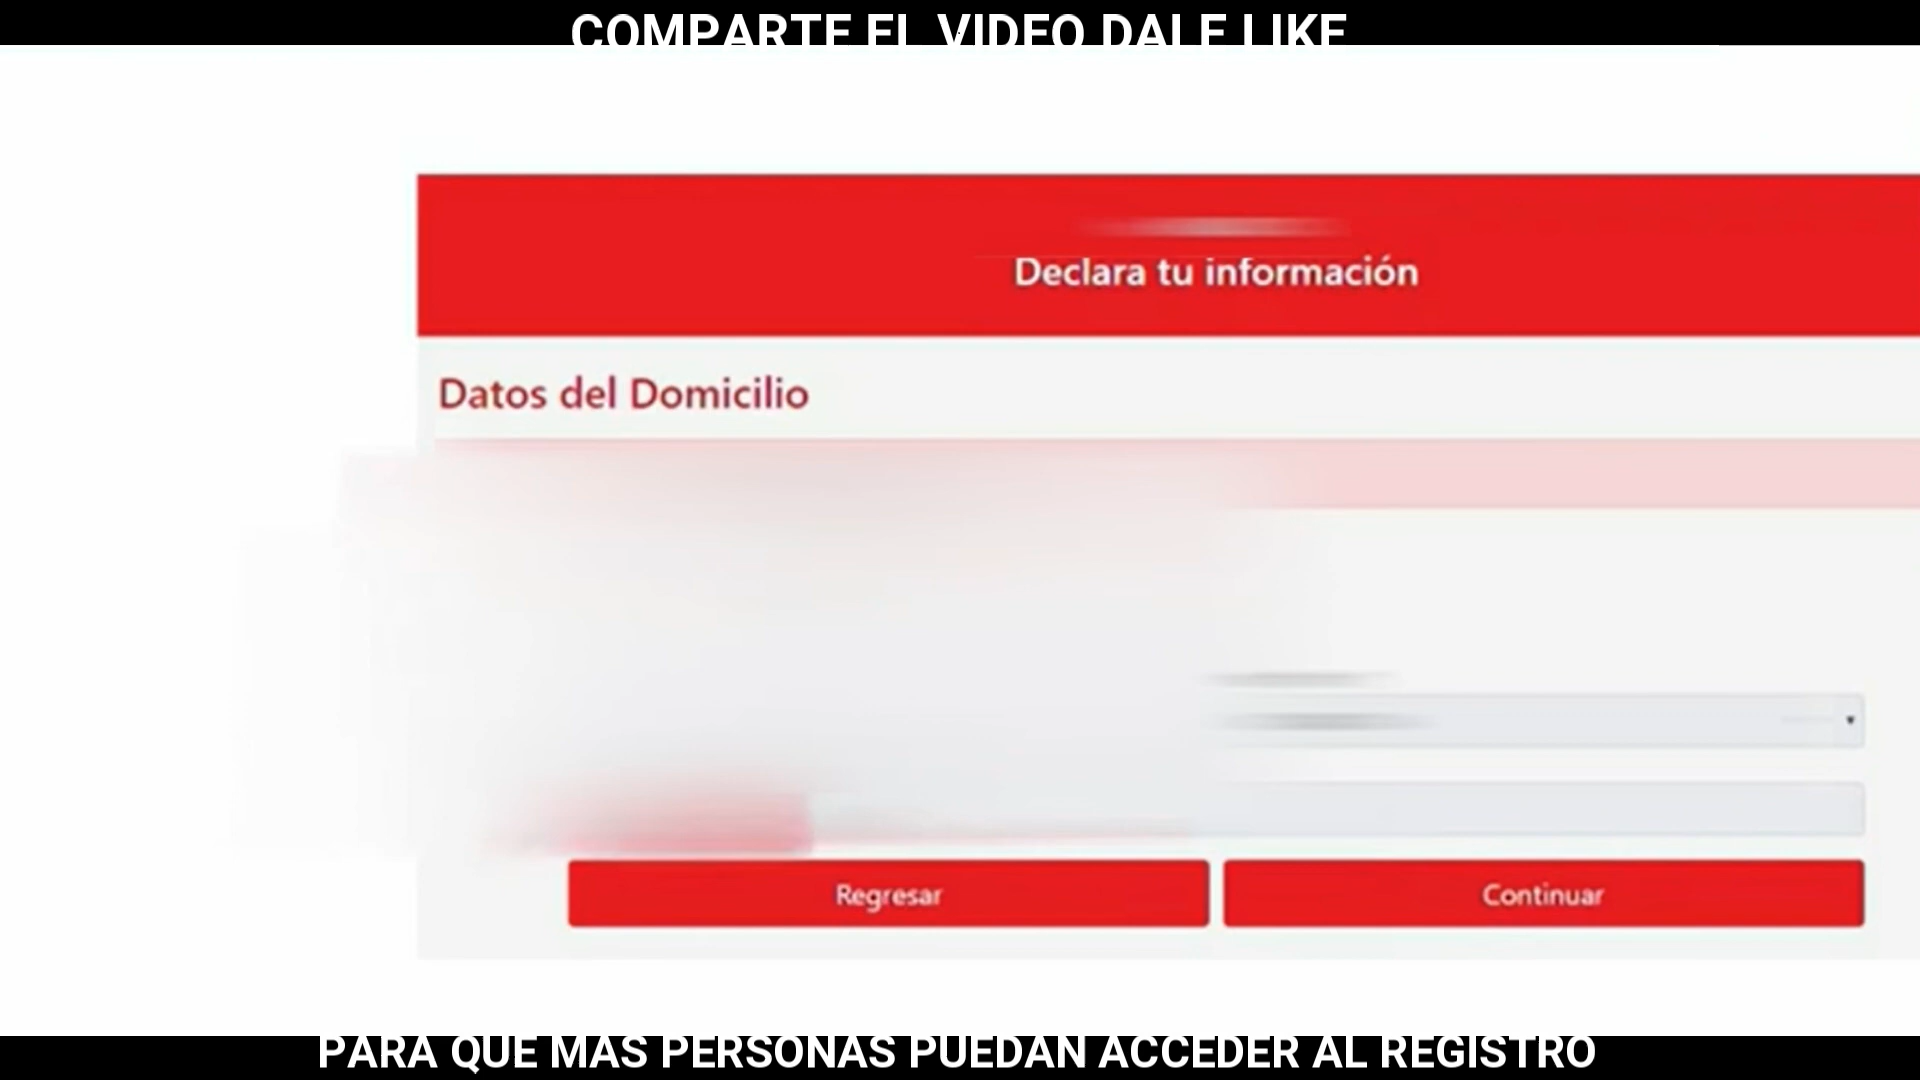 COMPARTE EL VIDEO DALE LIKE
Declara tu información
Datos del Domicilio
Regresar
Continuar
PARA QUE MAS PERSONAS PUEDAN ACCEDER AL REGISTRO